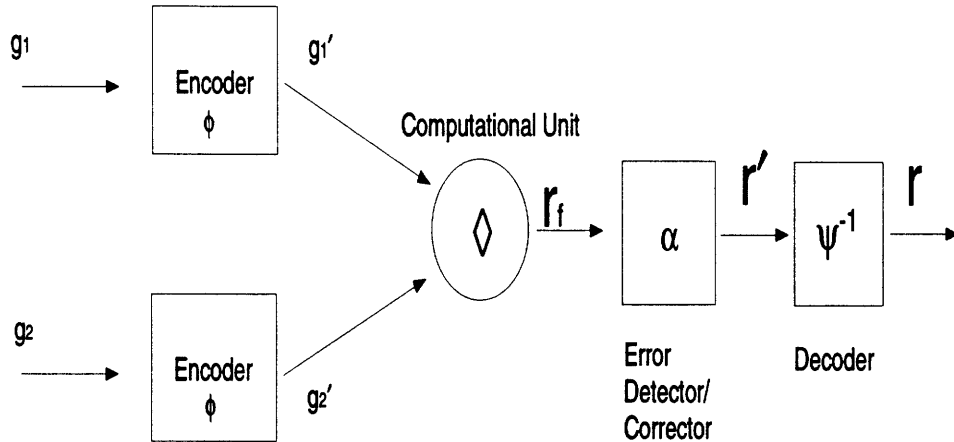 g1
Encoder
ϕ
g1′
Computational Unit
◊
rf
α
r′
ψ-1
r
g2
Encoder
ϕ
g2′
Error
Detector/
Corrector
Decoder